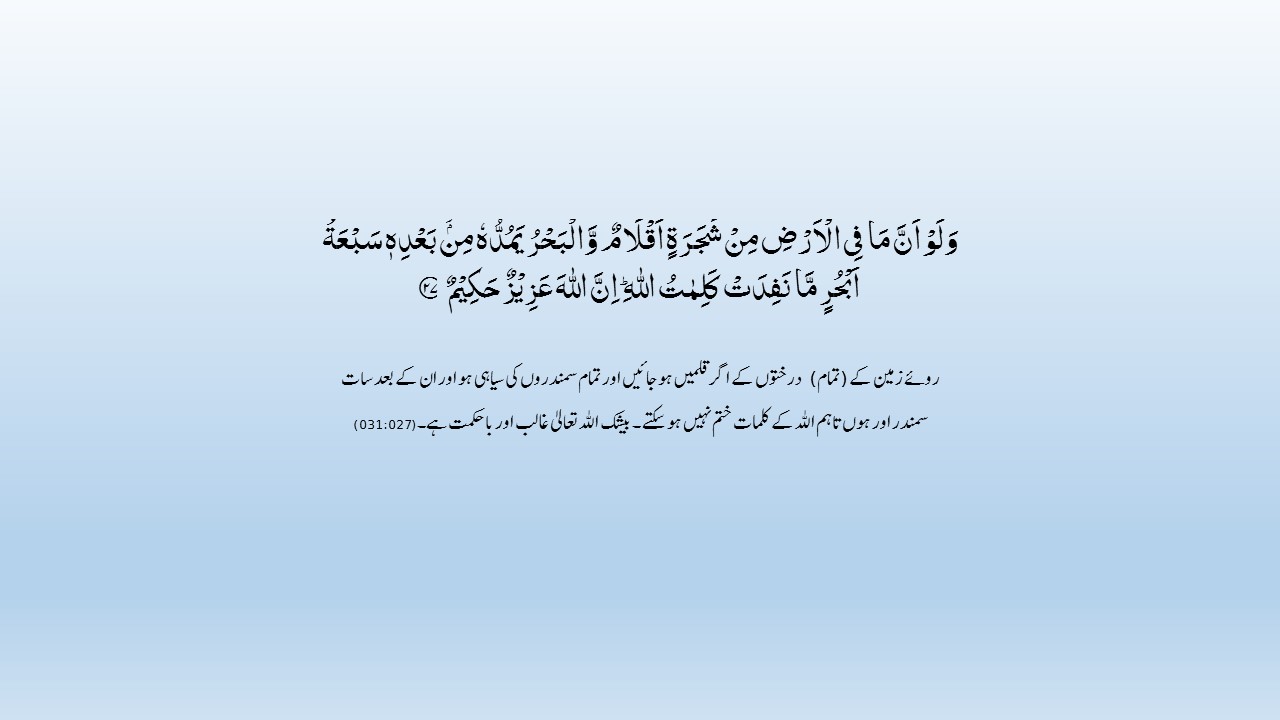 وَلَوْ اَنَّ مَا فِی الْاَرْضِ مِنْ شَجَرَةٍ اَقْلَامٌ وَّ الْبَحْرُ یَمُدُّهٗ مِنْۢ بَعْدِهٖ سَبْعَةُ
اَبْحُرٍ مَّا نَفِدَتْ كَلِمٰتُ اللّٰهِ ؕ اِنَّ اللّٰهَ عَزِیْزٌ حَكِیْمٌ ﴿۲۷﴾
روئے زمین کے (تمام) درختوں کے اگر قلمیں ہو جائیں اور تمام سمندروں کی سیاہی ہو اور ان کے بعد سات
سمندر اور ہوں تاہم اللہ کے کلمات ختم نہیں ہو سکتے۔ بیشک اللہ تعالیٰ غالب اور باحکمت ہے۔(031:027)